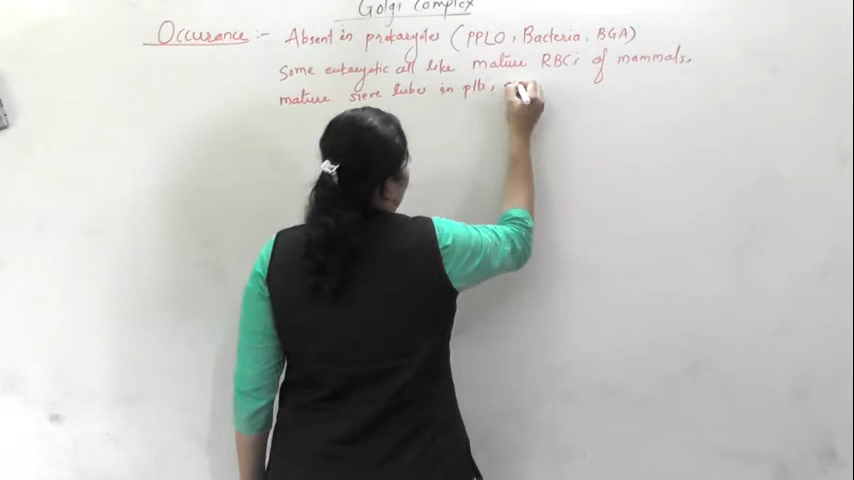 Golgi Complex
Occurance :- Absent in prokaryotes (PPLO, Bacteria, BGA)
Some eukaryotic cell like mature RBCs of mammals,
mature sieve tubes in plts,